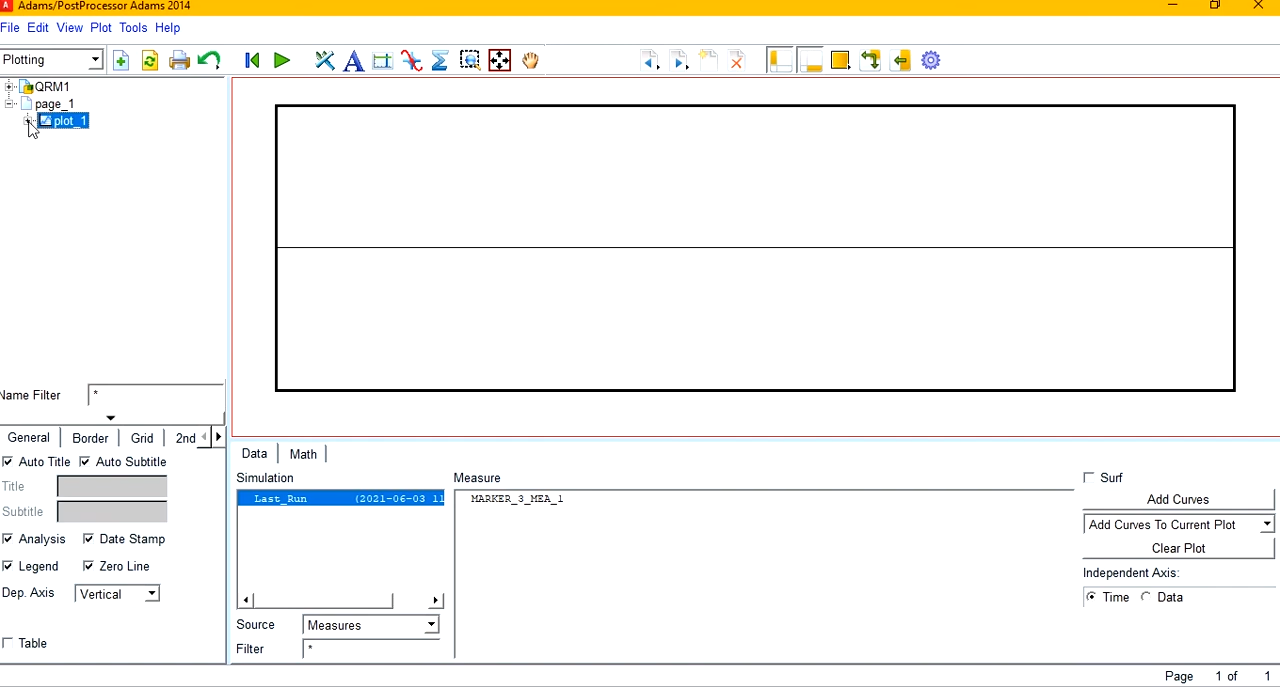 Adams/PostProcessor Adams 2014
File Edit View Plot Tools Help
Plotting
QRM1
page_1
plot_1
Name Filter *
General Border Grid 2nd
Auto Title Auto Subtitle
Title
Subtitle
Analysis Date Stamp
Legend Zero Line
Dep. Axis Vertical
Table
Data Math
Simulation
Last_Run (2021-06-03 11
Source Measures
Filter *
Measure
MARKER_3_MEA_1
Surf
Add Curves
Add Curves To Current Plot
Clear Plot
Independent Axis:
Time Data
Page 1 of 1